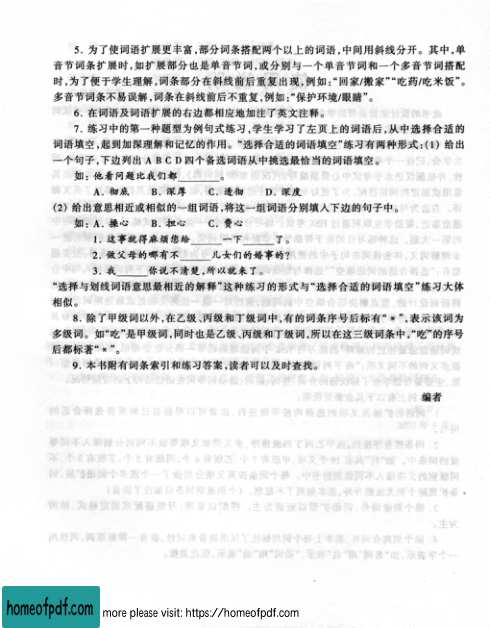 5. 为了使词语扩展更丰富,部分词条搭配两个以上的词语,中间用斜线分开。其中,单
音节词条扩展时,如扩展部分也是单音节词,或分别与一个单音节词和一个多音节词搭配
时,为了便于学生理解,词条部分在斜线前后重复出现,例如:“回家/搬家”“吃药/吃米饭”。
多音节词条不易误解,词条在斜线前后不重复,例如:“保护环境/眼睛”。
6. 在词语及词语扩展的右边都相应地加注了英文注释。
7. 练习中的第一种题型为例句式练习,学生学习了左页上的词语后,从中选择合适的
词语填空,起到加深理解和记忆的作用。“选择合适的词语填空”练习有两种形式:(1) 给出
一个句子,下边列出 A B C D 四个备选词语从中挑选最恰当的词语填空。
如: 他看问题比我们都______。
A. 彻底 B. 深厚 C. 透彻 D. 深度
(2) 给出意思相近或相似的一组词语,将这一组词语分别填入下边的句子中。
如: A. 操心 B. 担心 C. 费心
1. 这事就得麻烦您给____一下____了。
2. 做父母的哪有不____儿女们的婚事的?
3. 我____你说不清楚,所以就来了。
“选择与划线词语意思最相近的解释”这种练习的形式与“选择合适的词语填空”练习大体
相似。
8. 除了甲级词以外,在乙级、丙级和丁级词中,有的词条序号后标有“*”,表示该词为
多级词。如“吃”是甲级词,同时也是乙级、丙级和丁级词,所以在这三级词条中,“吃”的序号
后都标著“*”。
9. 本书附有词条索引和练习答案,读者可以及时查找。
编者
homeofpdf.com more please visit: https://homeofpdf.com